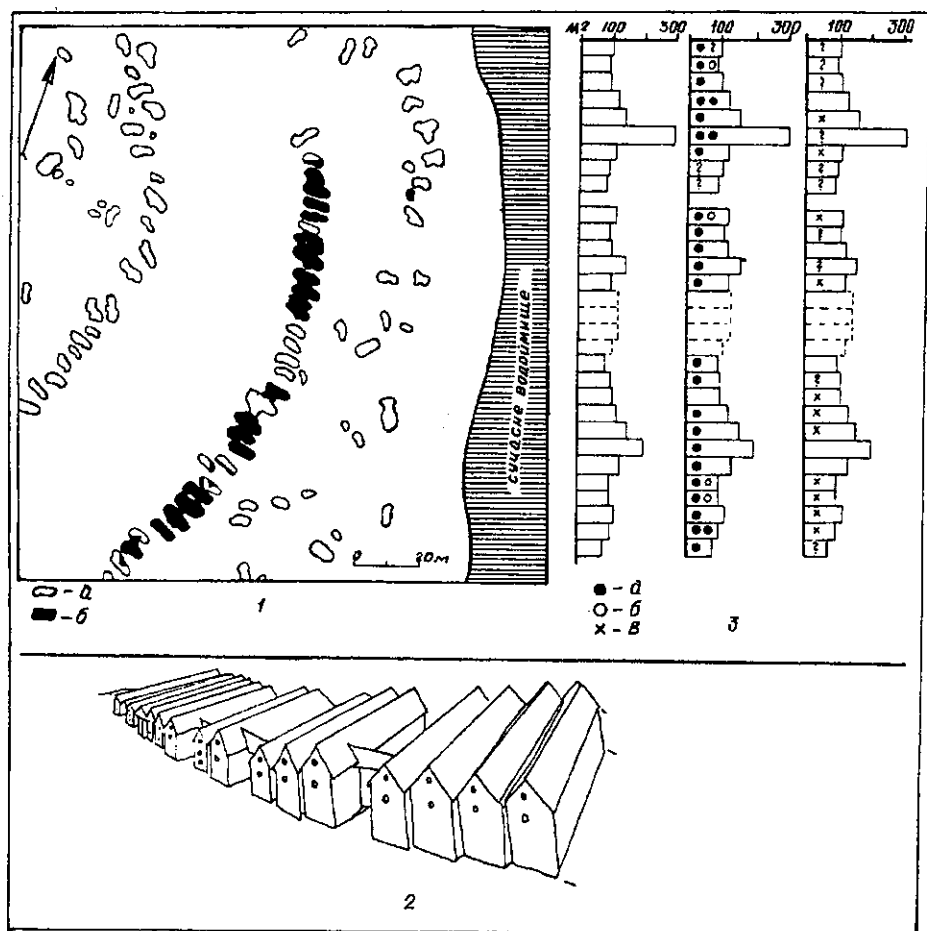 м2 100 300
100 300
100 300
сучасне водоймище
0 20м
- а
- б
1
- а
- б
× - в
3
2